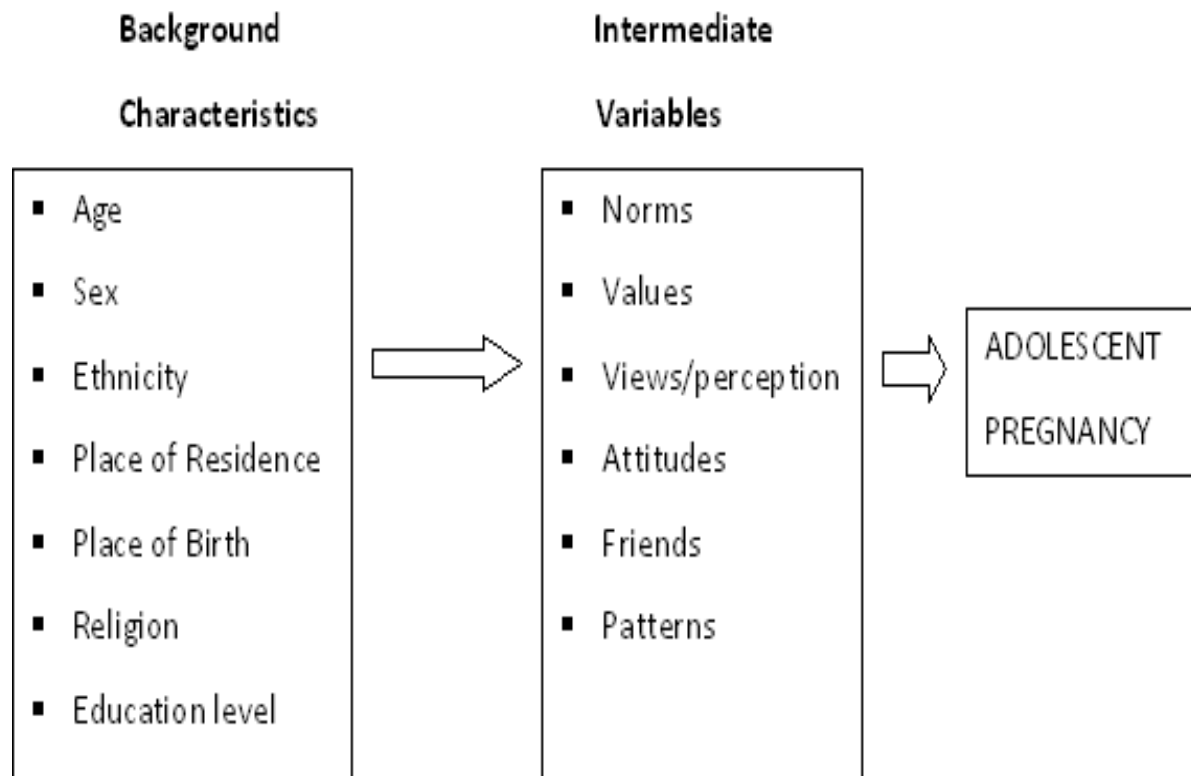 Background
Characteristics
Intermediate
Variables
▪ Age
▪ Sex
▪ Ethnicity
▪ Place of Residence
▪ Place of Birth
▪ Religion
▪ Education level
▪ Norms
▪ Values
▪ Views/perception
▪ Attitudes
▪ Friends
▪ Patterns
ADOLESCENT
PREGNANCY